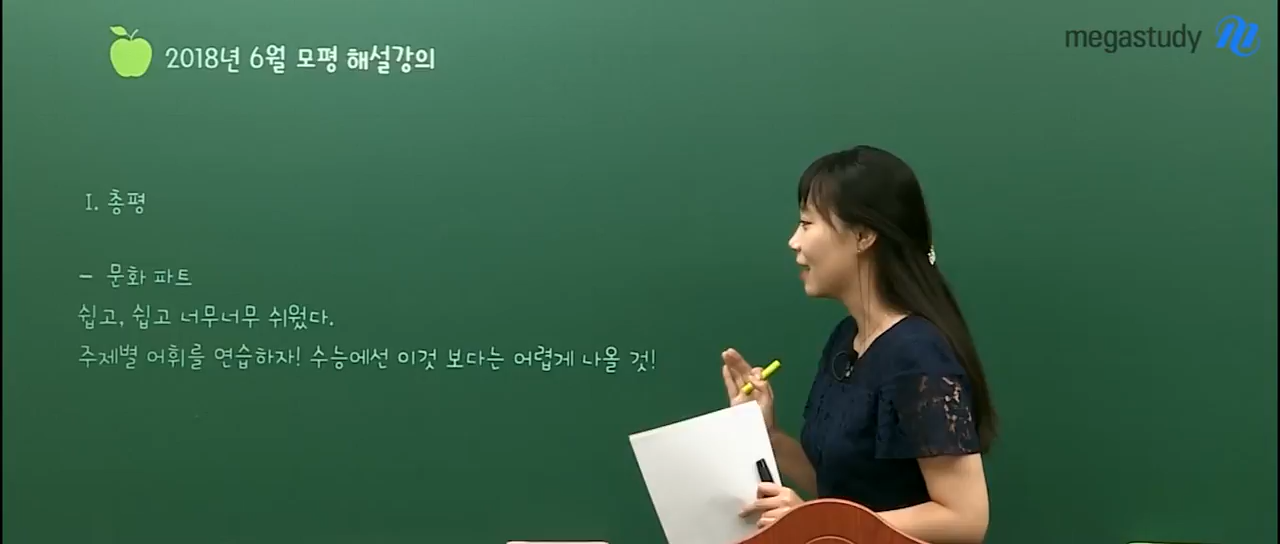 2018년 6월 모평 해설강의
megastudy
I. 총평
- 문화 파트
쉽고, 쉽고 너무너무 쉬웠다.
주제별 어휘를 연습하자! 수능에선 이것 보다는 어렵게 나올 것!